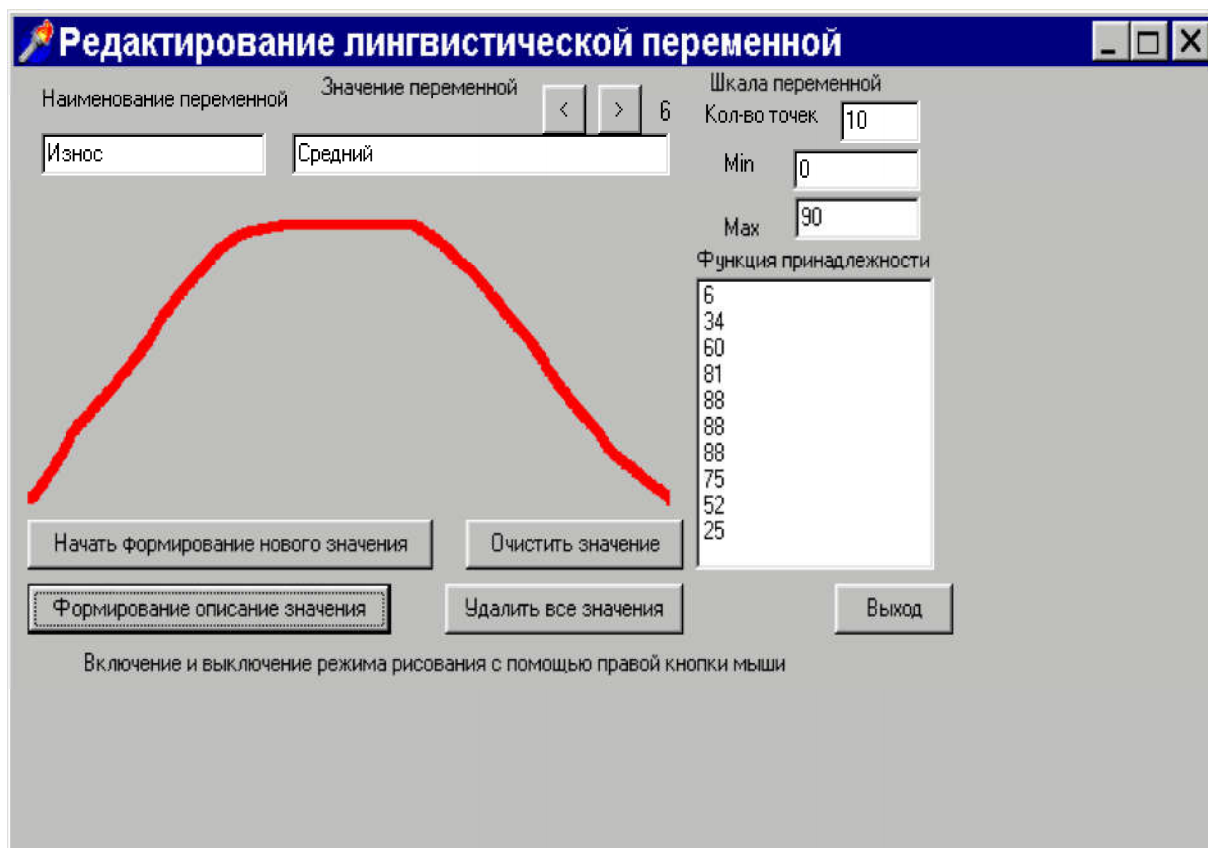 Редактирование лингвистической переменной
Наименование переменной
Значение переменной
<
>
6
Износ
Средний
Шкала переменной
Кол-во точек
10
Min
0
Max
90
Функция принадлежности
6
34
60
81
88
88
88
75
52
25
Начать формирование нового значения
Очистить значение
Формирование описание значения
Удалить все значения
Выход
Включение и выключение режима рисования с помощью правой кнопки мыши